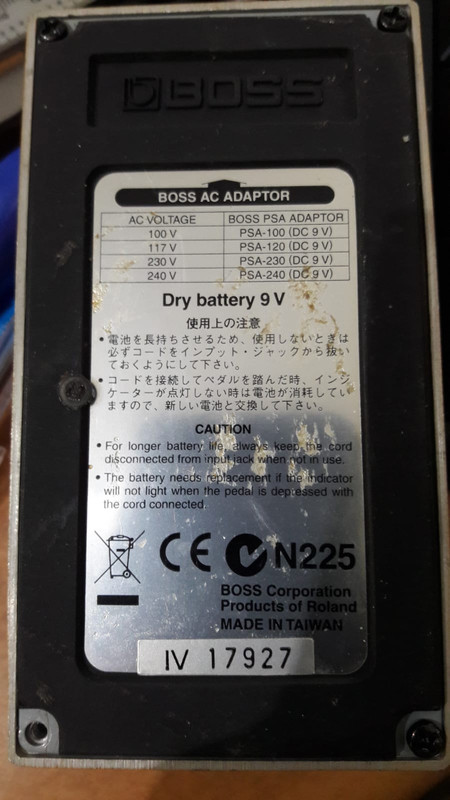 BOSS
BOSS AC ADAPTOR
AC VOLTAGE BOSS PSA ADAPTOR
100 V PSA-100 (DC 9 V)
117 V PSA-120 (DC 9 V)
230 V PSA-230 (DC 9 V)
240 V PSA-240 (DC 9 V)
Dry battery 9 V
使用上の注意
• 電池を長持ちさせるため、使用しないときは
必ずコードをインプット・ジャックから抜い
ておくようにして下さい。
• コードを接続してペダルを踏んだ時、インジ
ケーターが点灯しない時は電池が消耗してい
ますので、新しい電池と交換して下さい。
CAUTION
• For longer battery life, always keep the cord
disconnected from input jack when not in use.
• The battery needs replacement if the indicator
will not light when the pedal is depressed with
the cord connected.
CE N225
BOSS Corporation
Products of Roland
MADE IN TAIWAN
IV 17927